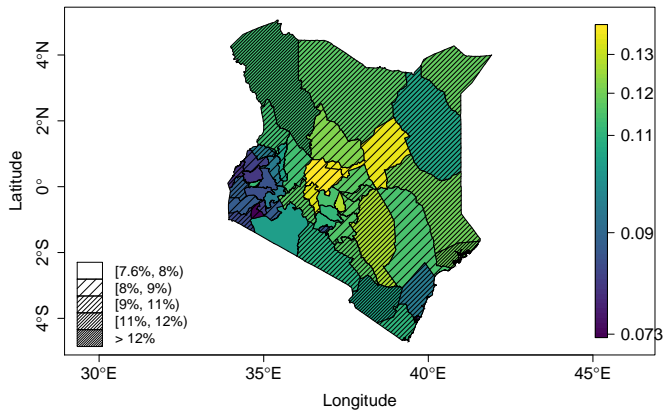 4°N
2°N
0°
2°S
4°S
Latitude
[7.6%, 8%)
[8%, 9%)
[9%, 11%)
[11%, 12%)
> 12%
30°E
35°E
40°E
45°E
Longitude
0.13
0.12
0.11
0.09
0.073